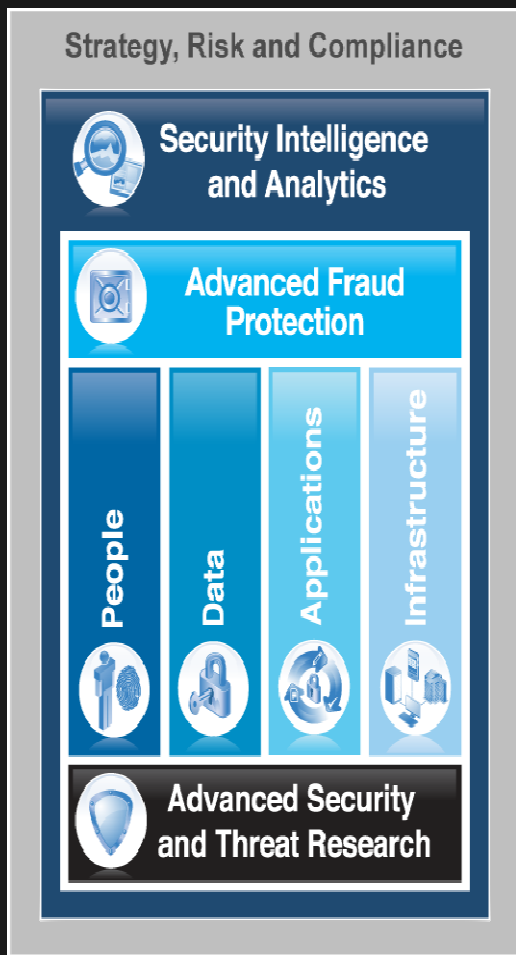 Strategy, Risk and Compliance
Security Intelligence
and Analytics
Advanced Fraud
Protection
People
Data
Applications
Infrastructure
Advanced Security
and Threat Research